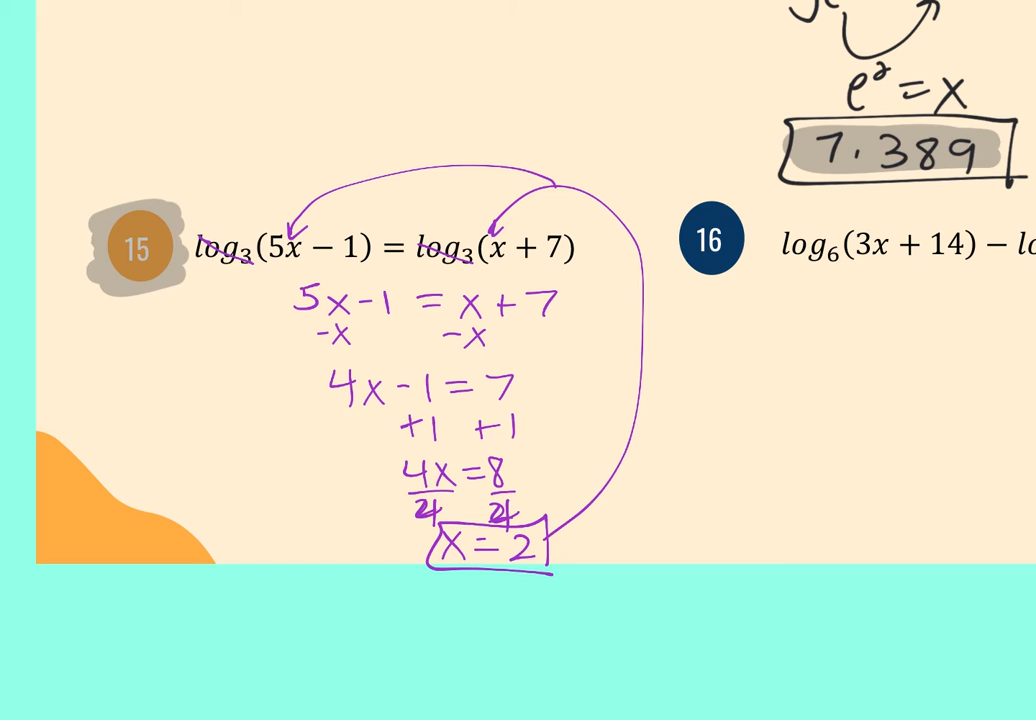 e² = x
7.389
15 log₃(5x − 1) = log₃(x + 7)
5x - 1 = x + 7
-x -x
4x - 1 = 7
+1 +1
4x = 8
4 4
x = 2
16 log₆(3x + 14) − lo